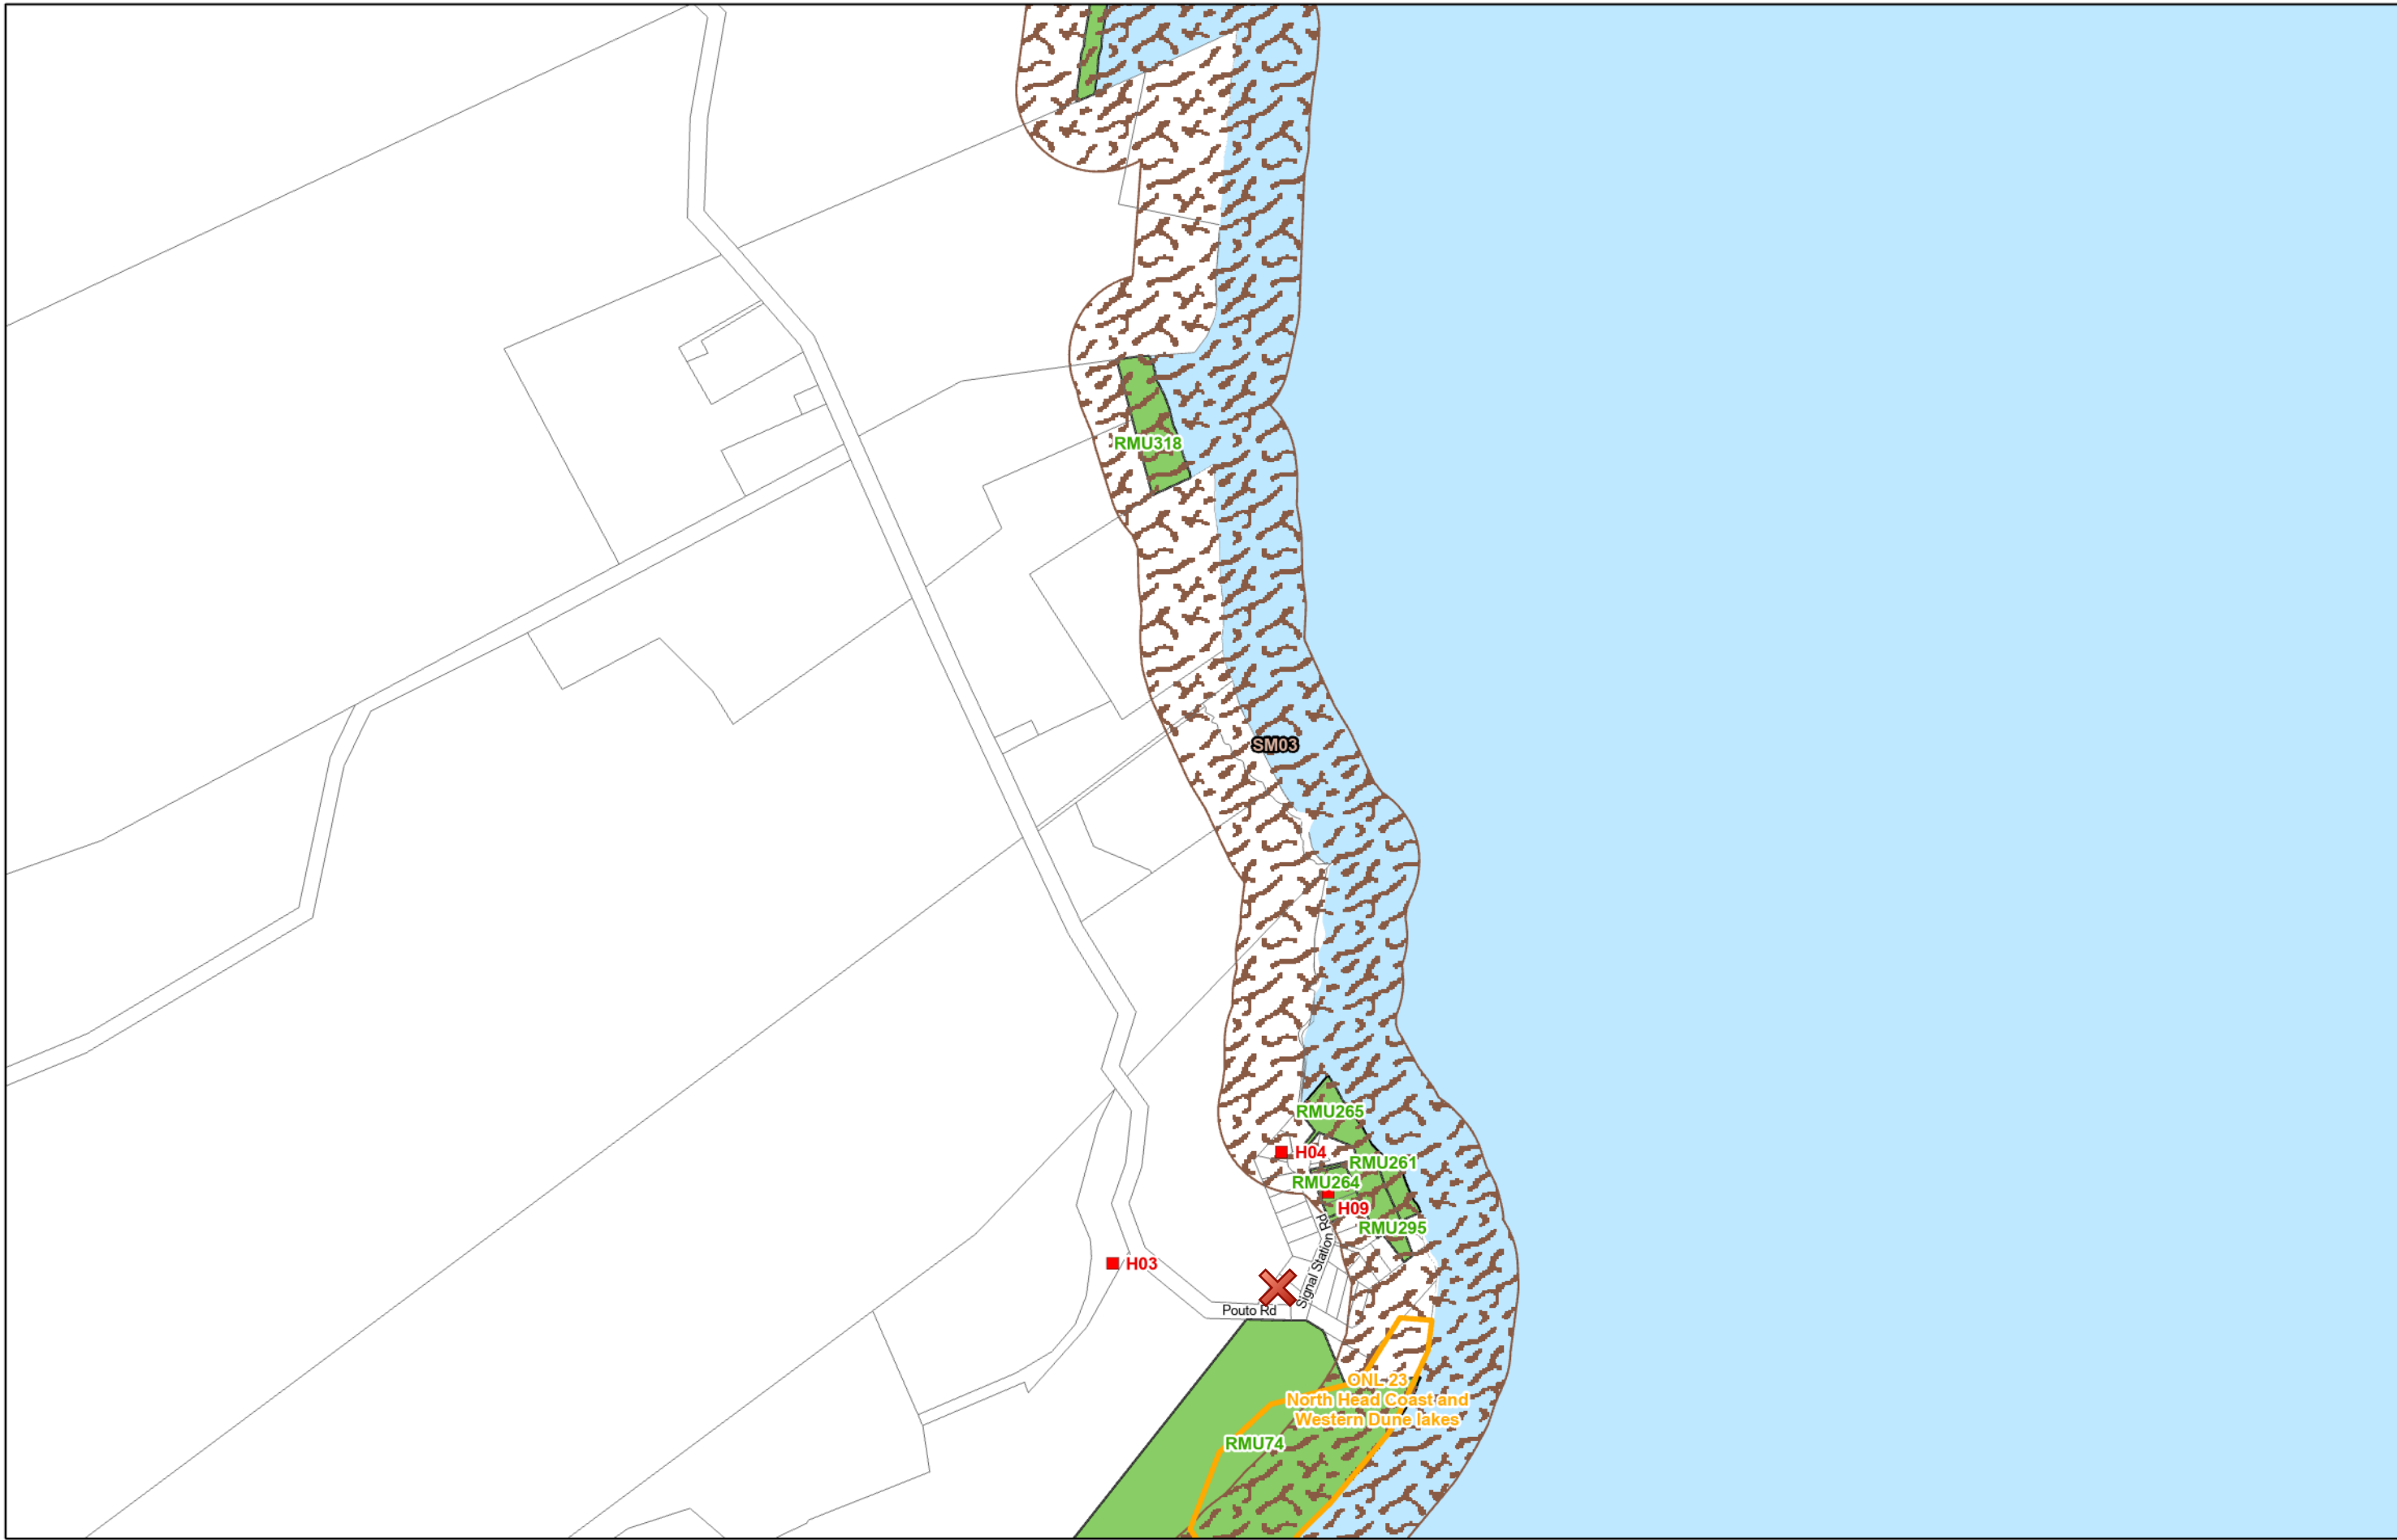 RMU318
SM03
RMU265
H04
RMU261
RMU264
H09
RMU295
Signal Station Rd
H03
Pouto Rd
ONL 23
North Head Coast and
Western Dune lakes
RMU74